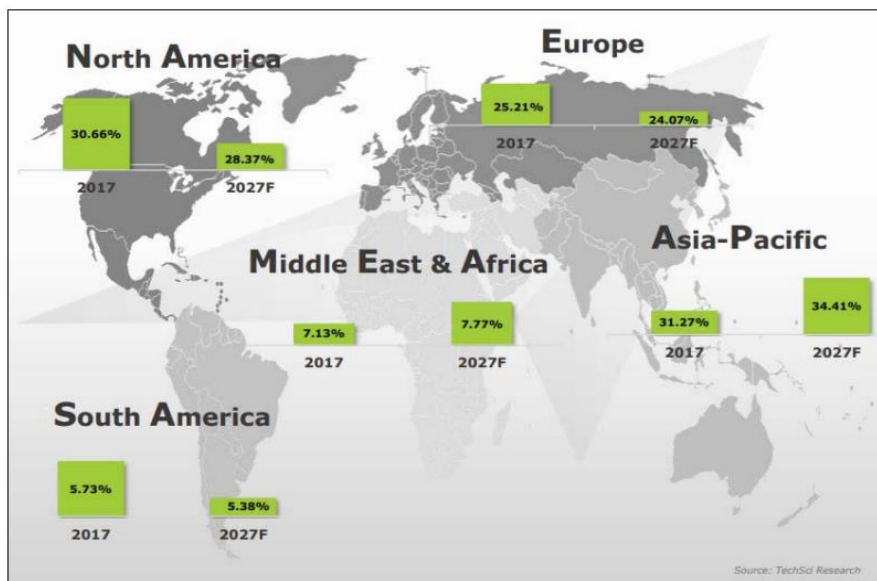 North America
30.66%
28.37%
2017
2027F
Europe
25.21%
24.07%
2017
2027F
Middle East & Africa
7.13%
7.77%
2017
2027F
Asia-Pacific
31.27%
34.41%
2017
2027F
South America
5.73%
5.38%
2017
2027F
Source: TechSci Research